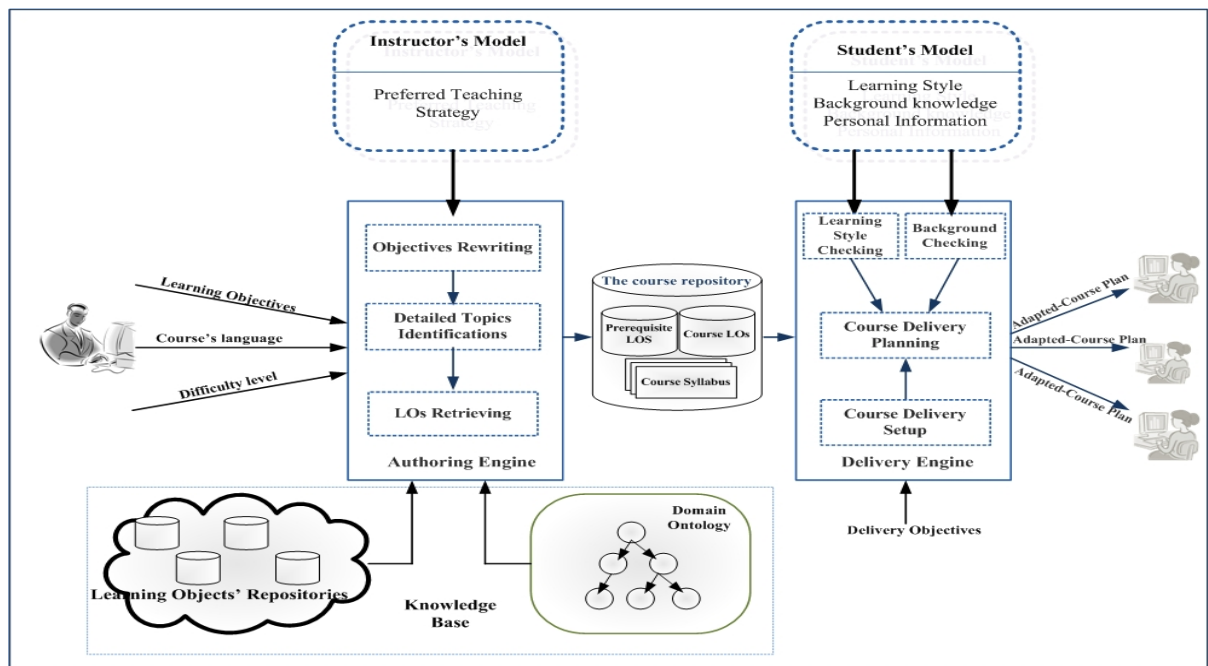 Instructor's Model
Preferred Teaching
Strategy
Student's Model
Learning Style
Background knowledge
Personal Information
Learning Objectives
Course's language
Difficulty level
Objectives Rewriting
Detailed Topics
Identifications
LOs Retrieving
Authoring Engine
The course repository
Prerequisite
LOS
Course LOs
Course Syllabus
Learning
Style
Checking
Background
Checking
Course Delivery
Planning
Course Delivery
Setup
Delivery Engine
Delivery Objectives
Adapted-Course Plan
Adapted-Course Plan
Adapted-Course Plan
Learning Objects' Repositories
Knowledge
Base
Domain
Ontology